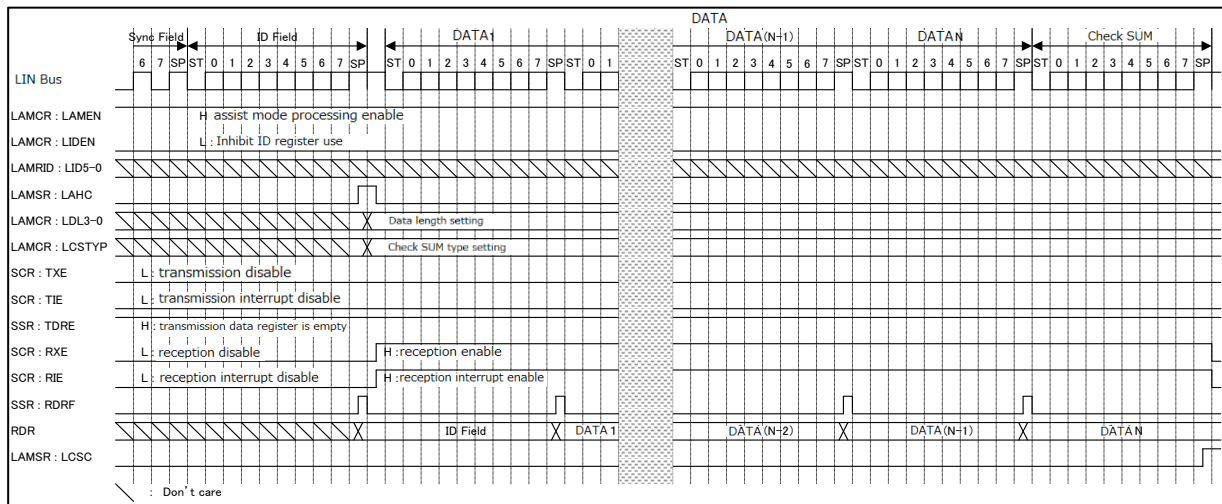 DATA
Sync Field ID Field DATA1 DATA(N-1) DATAN Check SUM
6 7 SP ST 0 1 2 3 4 5 6 7 SP ST 0 1 2 3 4 5 6 7 SP ST 0 1 ST 0 1 2 3 4 5 6 7 SP ST 0 1 2 3 4 5 6 7 SP ST 0 1 2 3 4 5 6 7 SP
LIN Bus
LAMCR : LAMEN H assist mode processing enable
LAMCR : LIDEN L : Inhibit ID register use
LAMRID : LID5-0
LAMSR : LAHC
LAMCR : LDL3-0 Data length setting
LAMCR : LCSTYP Check SUM type setting
SCR : TXE L : transmission disable
SCR : TIE L : transmission interrupt disable
SSR : TDRE H : transmission data register is empty
SCR : RXE L : reception disable H :reception enable
SCR : RIE L : reception interrupt disable H :reception interrupt enable
SSR : RDRF
RDR ID Field DATA 1 DATA(N-2) DATA(N-1) DATA N
LAMSR : LCSC
: Don't care